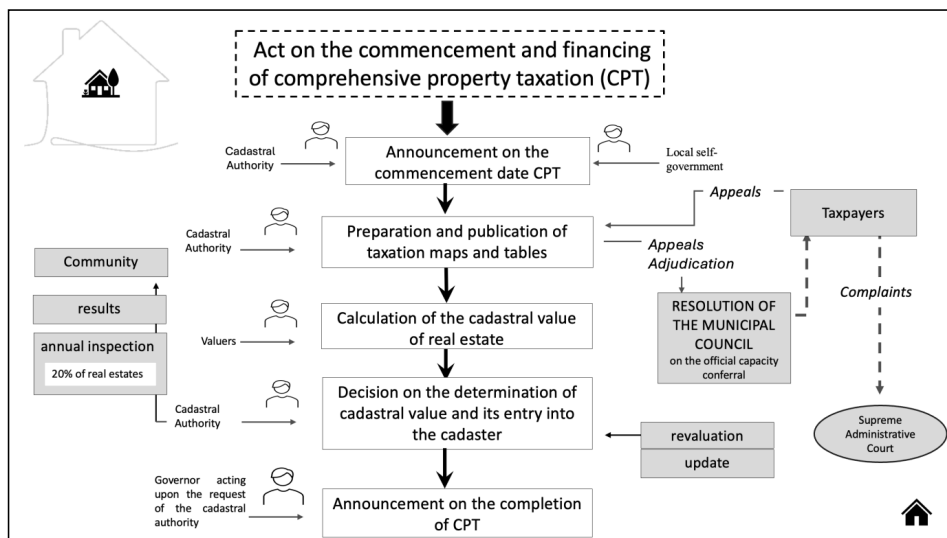 Act on the commencement and financing
of comprehensive property taxation (CPT)
Cadastral
Authority
Announcement on the
commencement date CPT
Local self-
government
Appeals
Taxpayers
Cadastral
Authority
Preparation and publication of
taxation maps and tables
Appeals
Adjudication
Community
results
annual inspection
20% of real estates
Valuers
Calculation of the cadastral value
of real estate
RESOLUTION OF
THE MUNICIPAL
COUNCIL
on the official capacity
conferral
Complaints
Cadastral
Authority
Decision on the determination of
cadastral value and its entry into
the cadaster
revaluation
update
Supreme
Administrative
Court
Governor acting
upon the request
of the cadastral
authority
Announcement on the completion
of CPT